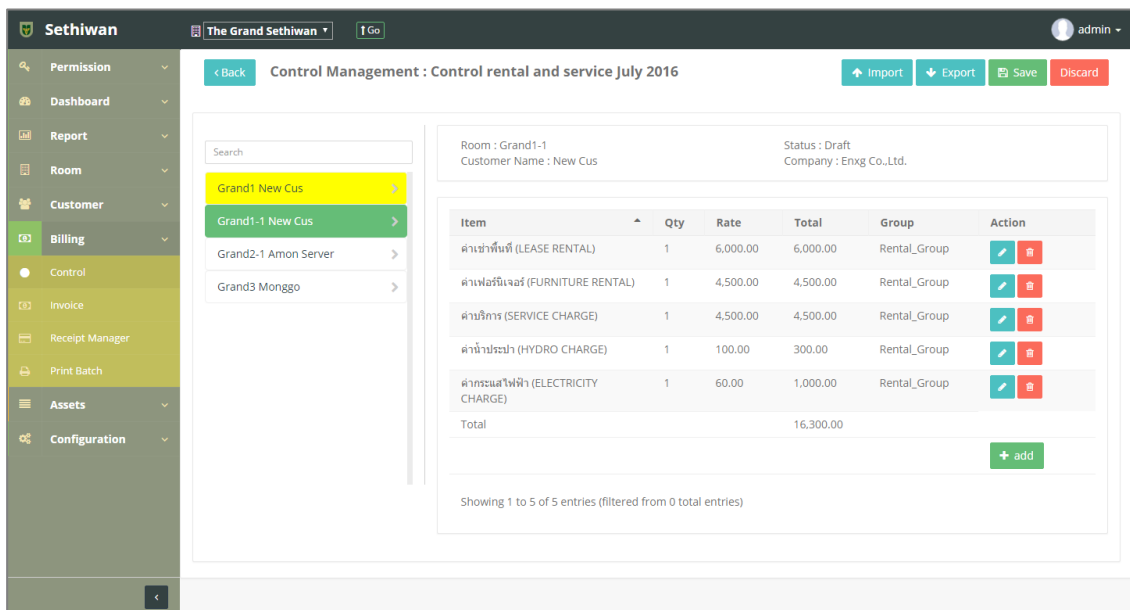 Sethiwan
The Grand Sethiwan
Go
admin
Permission
Dashboard
Report
Room
Customer
Billing
Control
Invoice
Receipt Manager
Print Batch
Assets
Configuration
Back
Control Management : Control rental and service July 2016
Import
Export
Save
Discard
Search
Grand1 New Cus
Grand1-1 New Cus
Grand2-1 Amon Server
Grand3 Monggo
Room : Grand1-1 Status : Draft
Customer Name : New Cus Company : Enxg Co.,Ltd.
Item Qty Rate Total Group Action
ค่าเช่าพื้นที่ (LEASE RENTAL) 1 6,000.00 6,000.00 Rental_Group
ค่าเฟอร์นิเจอร์ (FURNITURE RENTAL) 1 4,500.00 4,500.00 Rental_Group
ค่าบริการ (SERVICE CHARGE) 1 4,500.00 4,500.00 Rental_Group
ค่าน้ำประปา (HYDRO CHARGE) 1 100.00 300.00 Rental_Group
ค่ากระแสไฟฟ้า (ELECTRICITY 1 60.00 1,000.00 Rental_Group
CHARGE)
Total 16,300.00
add
Showing 1 to 5 of 5 entries (filtered from 0 total entries)